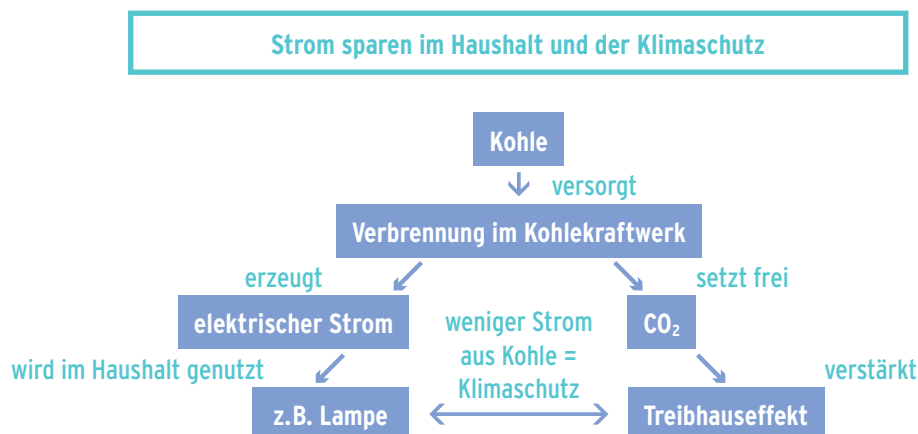 Strom sparen im Haushalt und der Klimaschutz
Kohle
versorgt
Verbrennung im Kohlekraftwerk
erzeugt
setzt frei
elektrischer Strom
weniger Strom
aus Kohle =
Klimaschutz
CO₂
wird im Haushalt genutzt
verstärkt
z.B. Lampe
Treibhauseffekt